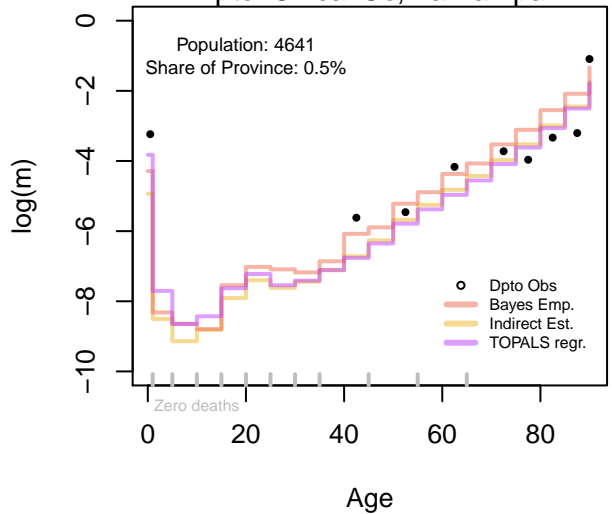 0
Population: 4641
Share of Province: 0.5%
−2
−4
log(m)
−6
Dpto Obs
−8
Bayes Emp.
Indirect Est.
TOPALS regr.
−10
Zero deaths
0 20 40 60 80
Age